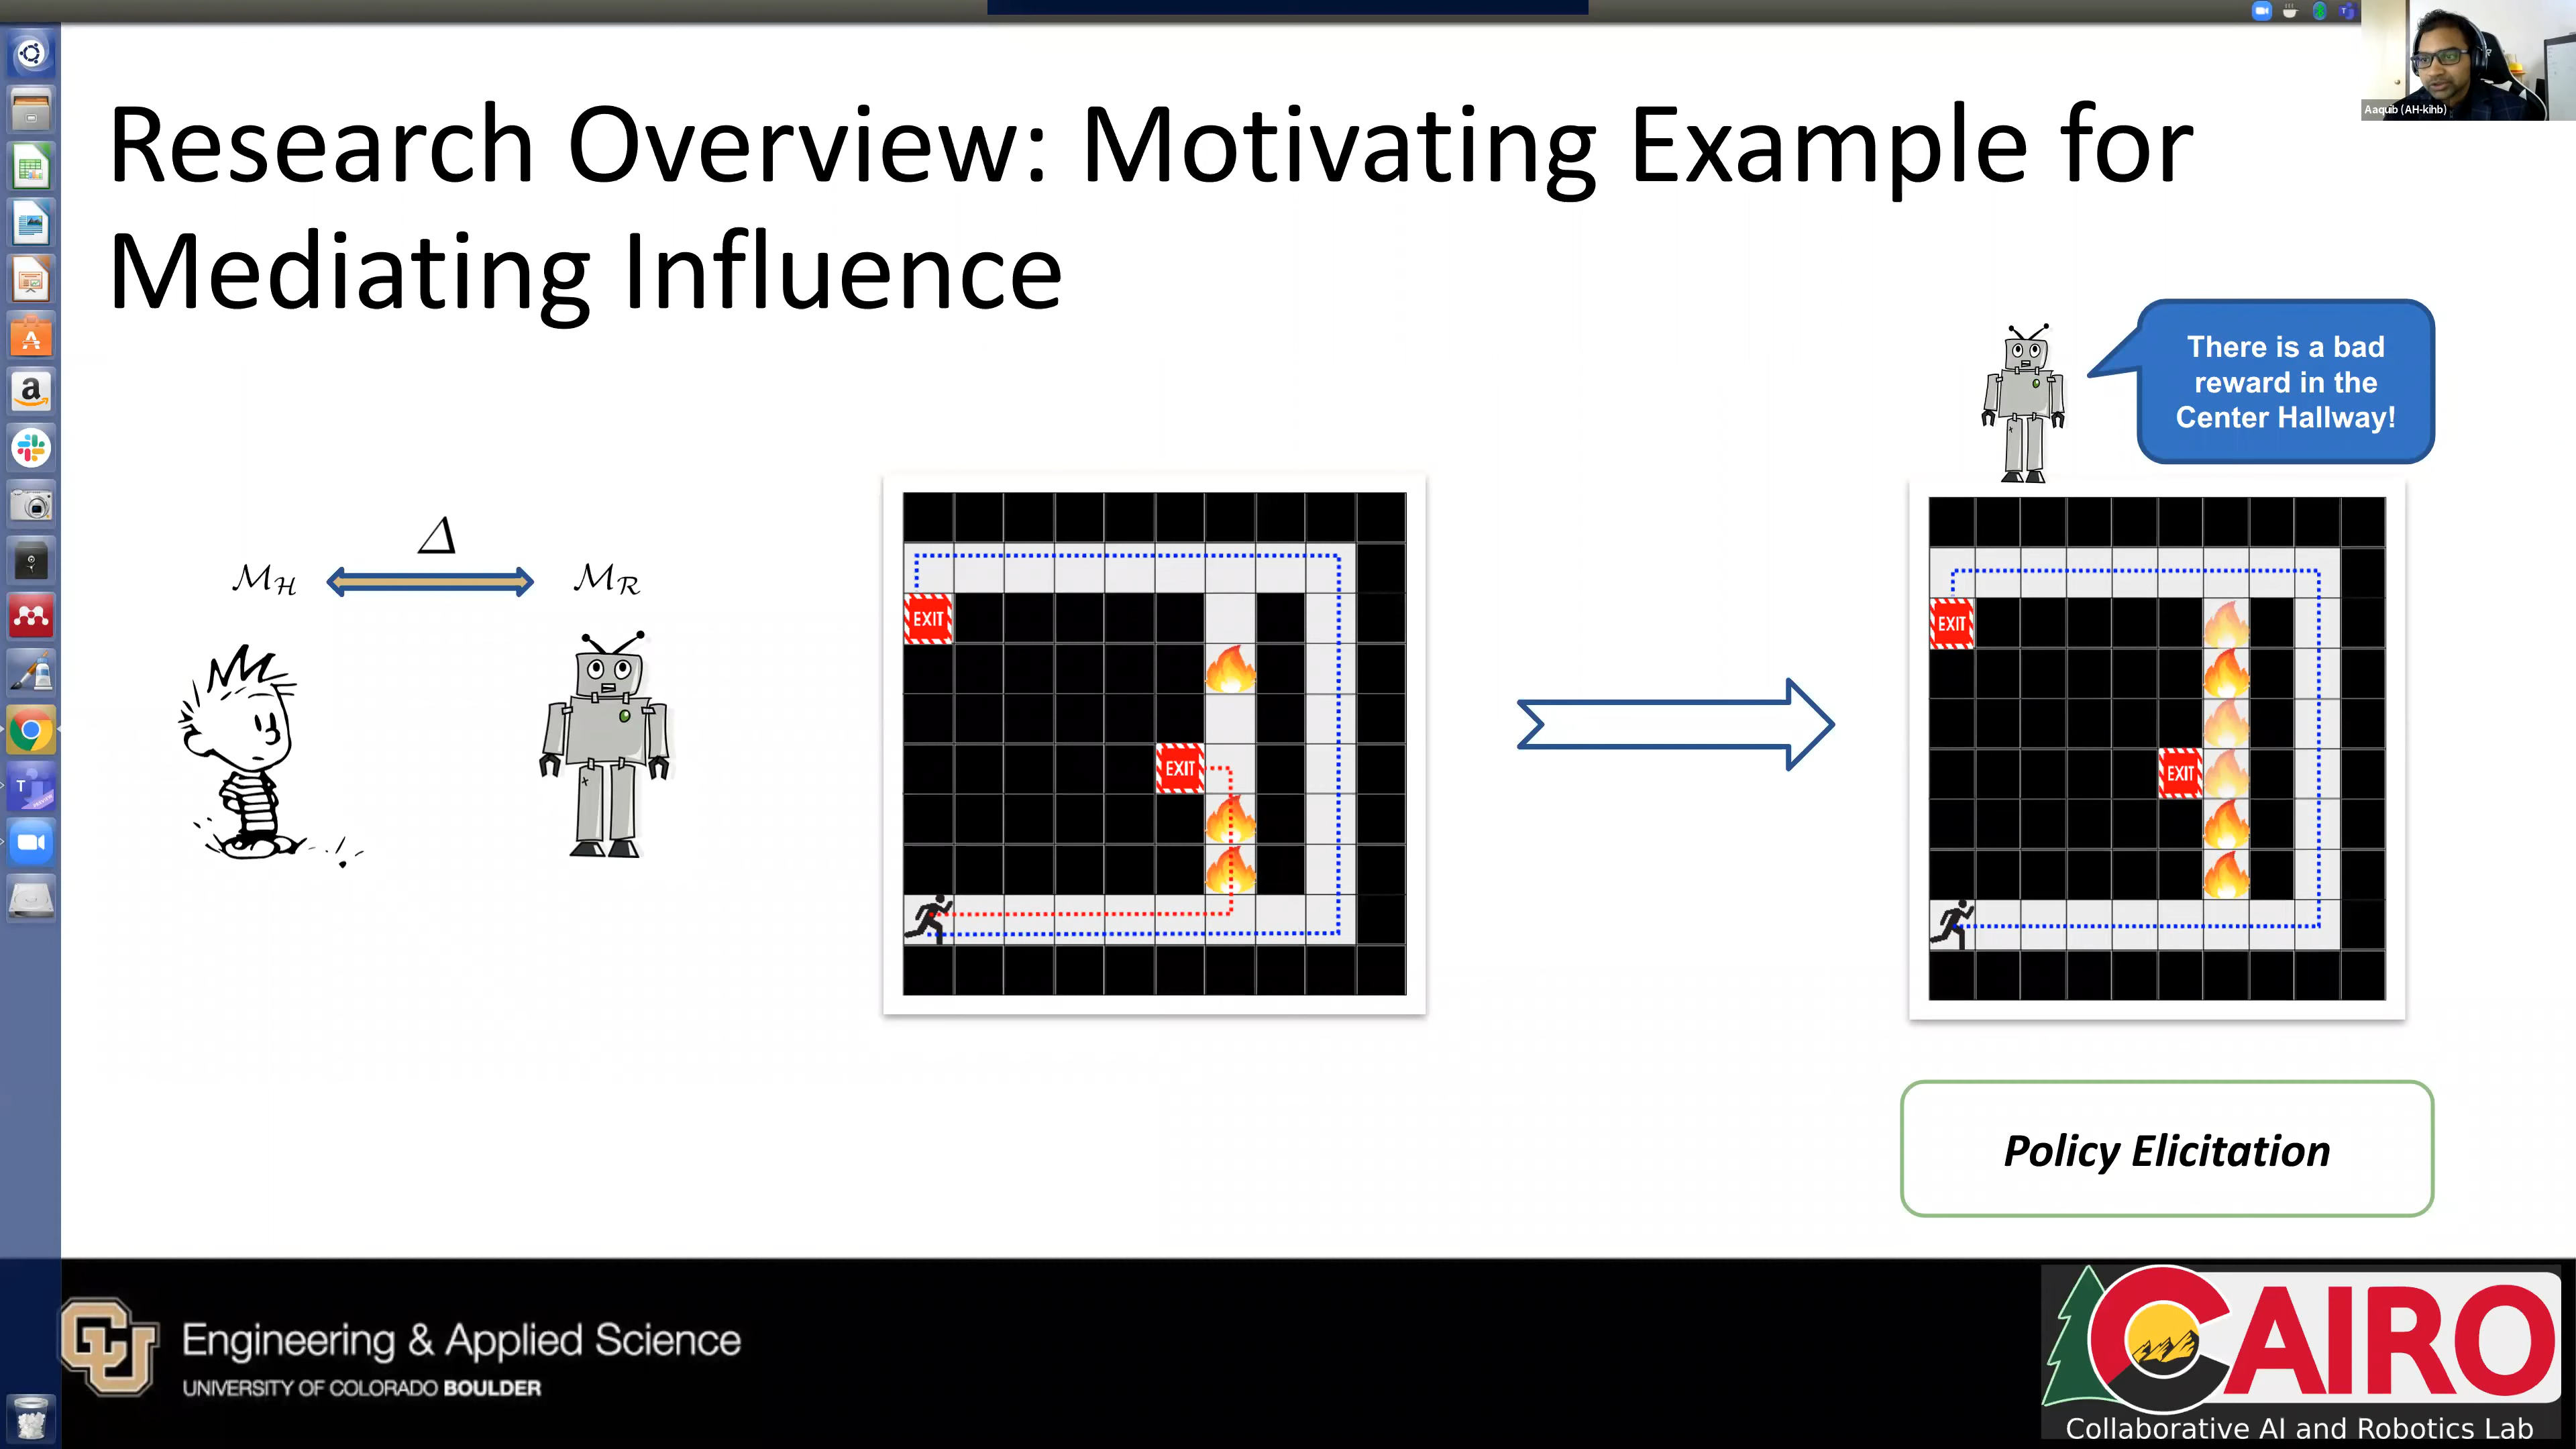 Aaquib (AH-kihb)
Research Overview: Motivating Example for
Mediating Influence
There is a bad
reward in the
Center Hallway!
Δ
M_H
M_R
EXIT
EXIT
EXIT
EXIT
Policy Elicitation
CU
Engineering & Applied Science
UNIVERSITY OF COLORADO BOULDER
CAIRO
Collaborative AI and Robotics Lab